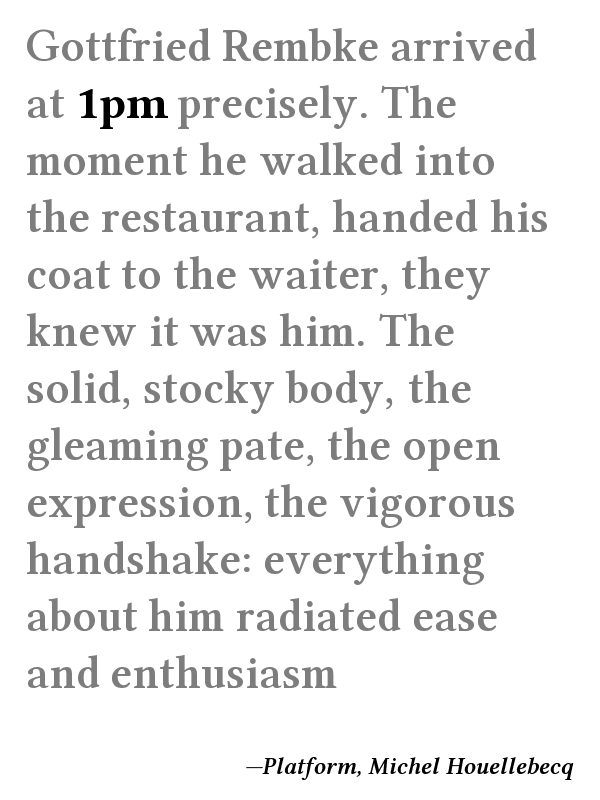 Gottfried Rembke arrived
at 1pm precisely. The
moment he walked into
the restaurant, handed his
coat to the waiter, they
knew it was him. The
solid, stocky body, the
gleaming pate, the open
expression, the vigorous
handshake: everything
about him radiated ease
and enthusiasm
—Platform, Michel Houellebecq